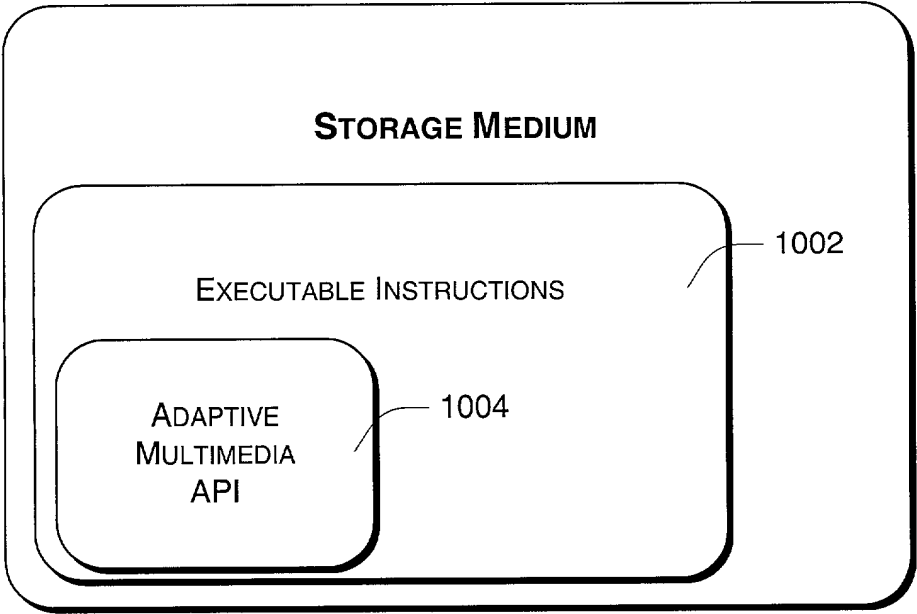 STORAGE MEDIUM
1002
EXECUTABLE INSTRUCTIONS
1004
ADAPTIVE
MULTIMEDIA
API